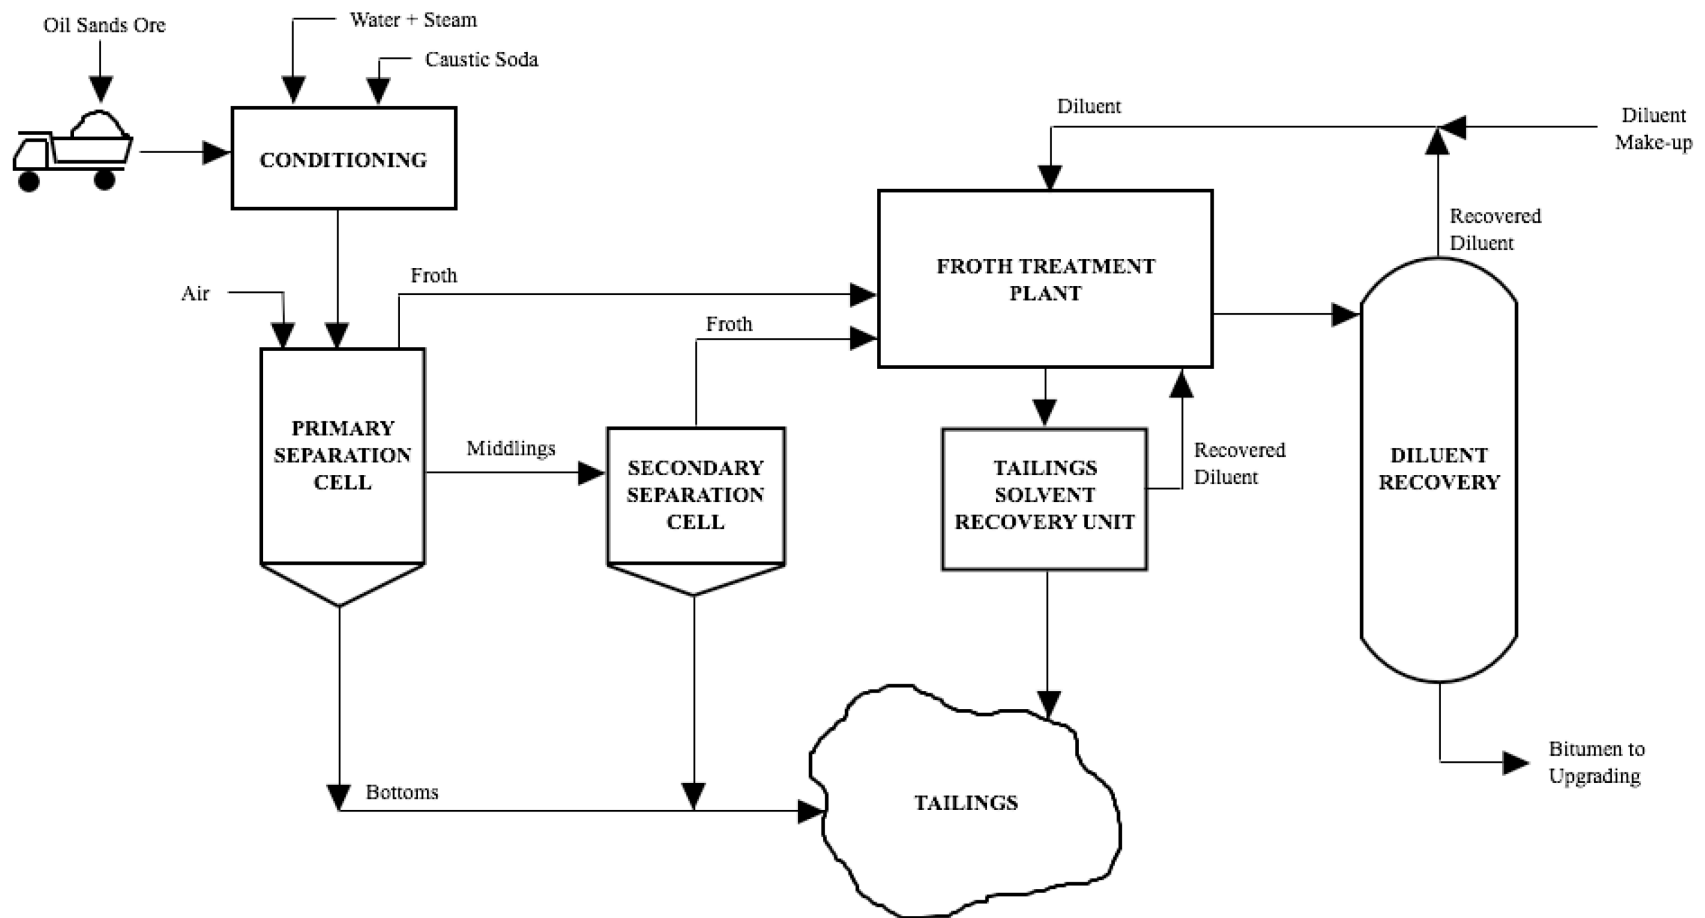 Oil Sands Ore
Water + Steam
Caustic Soda
CONDITIONING
Diluent
Diluent
Make-up
Recovered
Diluent
FROTH TREATMENT
PLANT
Air
Froth
Froth
PRIMARY
SEPARATION
CELL
Middlings
SECONDARY
SEPARATION
CELL
TAILINGS
SOLVENT
RECOVERY UNIT
Recovered
Diluent
DILUENT
RECOVERY
Bottoms
TAILINGS
Bitumen to
Upgrading